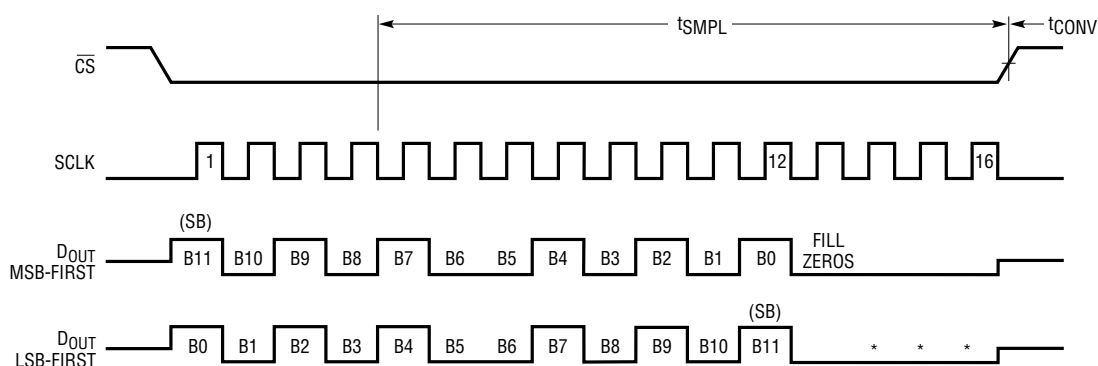 tSMPL tCONV
CS
SCLK 1 12 16
(SB)
DOUT
MSB-FIRST
B11 B10 B9 B8 B7 B6 B5 B4 B3 B2 B1 B0
FILL
ZEROS
(SB)
DOUT
LSB-FIRST
B0 B1 B2 B3 B4 B5 B6 B7 B8 B9 B10 B11 * * *